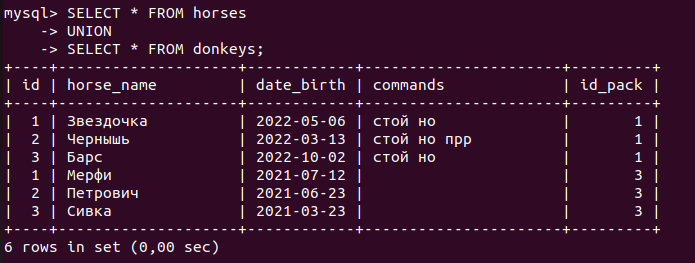 mysql> SELECT * FROM horses
    -> UNION
    -> SELECT * FROM donkeys;
+----+--------------------+------------+----------------------+---------+
| id | horse_name         | date_birth | commands             | id_pack |
+----+--------------------+------------+----------------------+---------+
|  1 | Звездочка          | 2022-05-06 | стой но              |       1 |
|  2 | Чернышь            | 2022-03-13 | стой но прр          |       1 |
|  3 | Барс               | 2022-10-02 | стой но              |       1 |
|  1 | Мерфи              | 2021-07-12 |                      |       3 |
|  2 | Петрович           | 2021-06-23 |                      |       3 |
|  3 | Сивка              | 2021-03-23 |                      |       3 |
+----+--------------------+------------+----------------------+---------+
6 rows in set (0,00 sec)